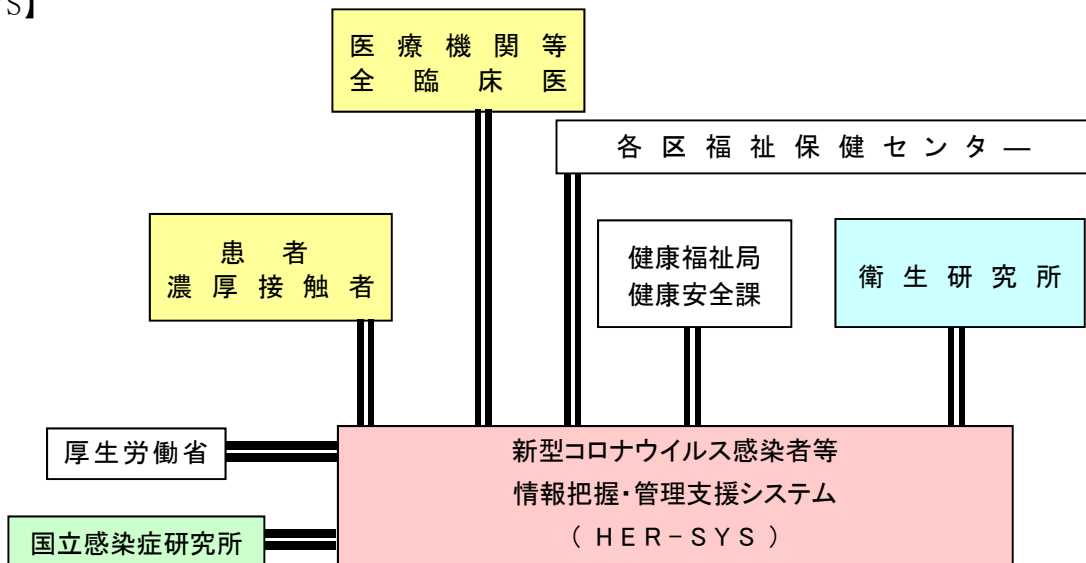 S】
医療機関等
全臨床医
各区福祉保健センター
患者
濃厚接触者
健康福祉局
健康安全課
衛生研究所
厚生労働省
新型コロナウイルス感染者等
情報把握・管理支援システム
(HER-SYS)
国立感染症研究所